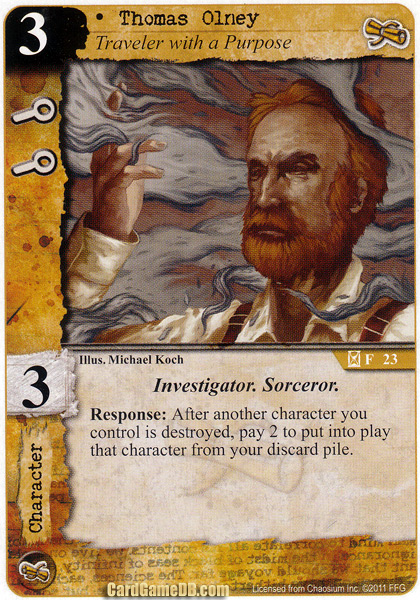 3
• Thomas Olney
Traveler with a Purpose
Illus. Michael Koch
F 23
3
Investigator. Sorceror.
Response: After another character you
control is destroyed, pay 2 to put into play
that character from your discard pile.
Character
CardGameDB.com
Licensed from Chaosium Inc. ©2011 FFG